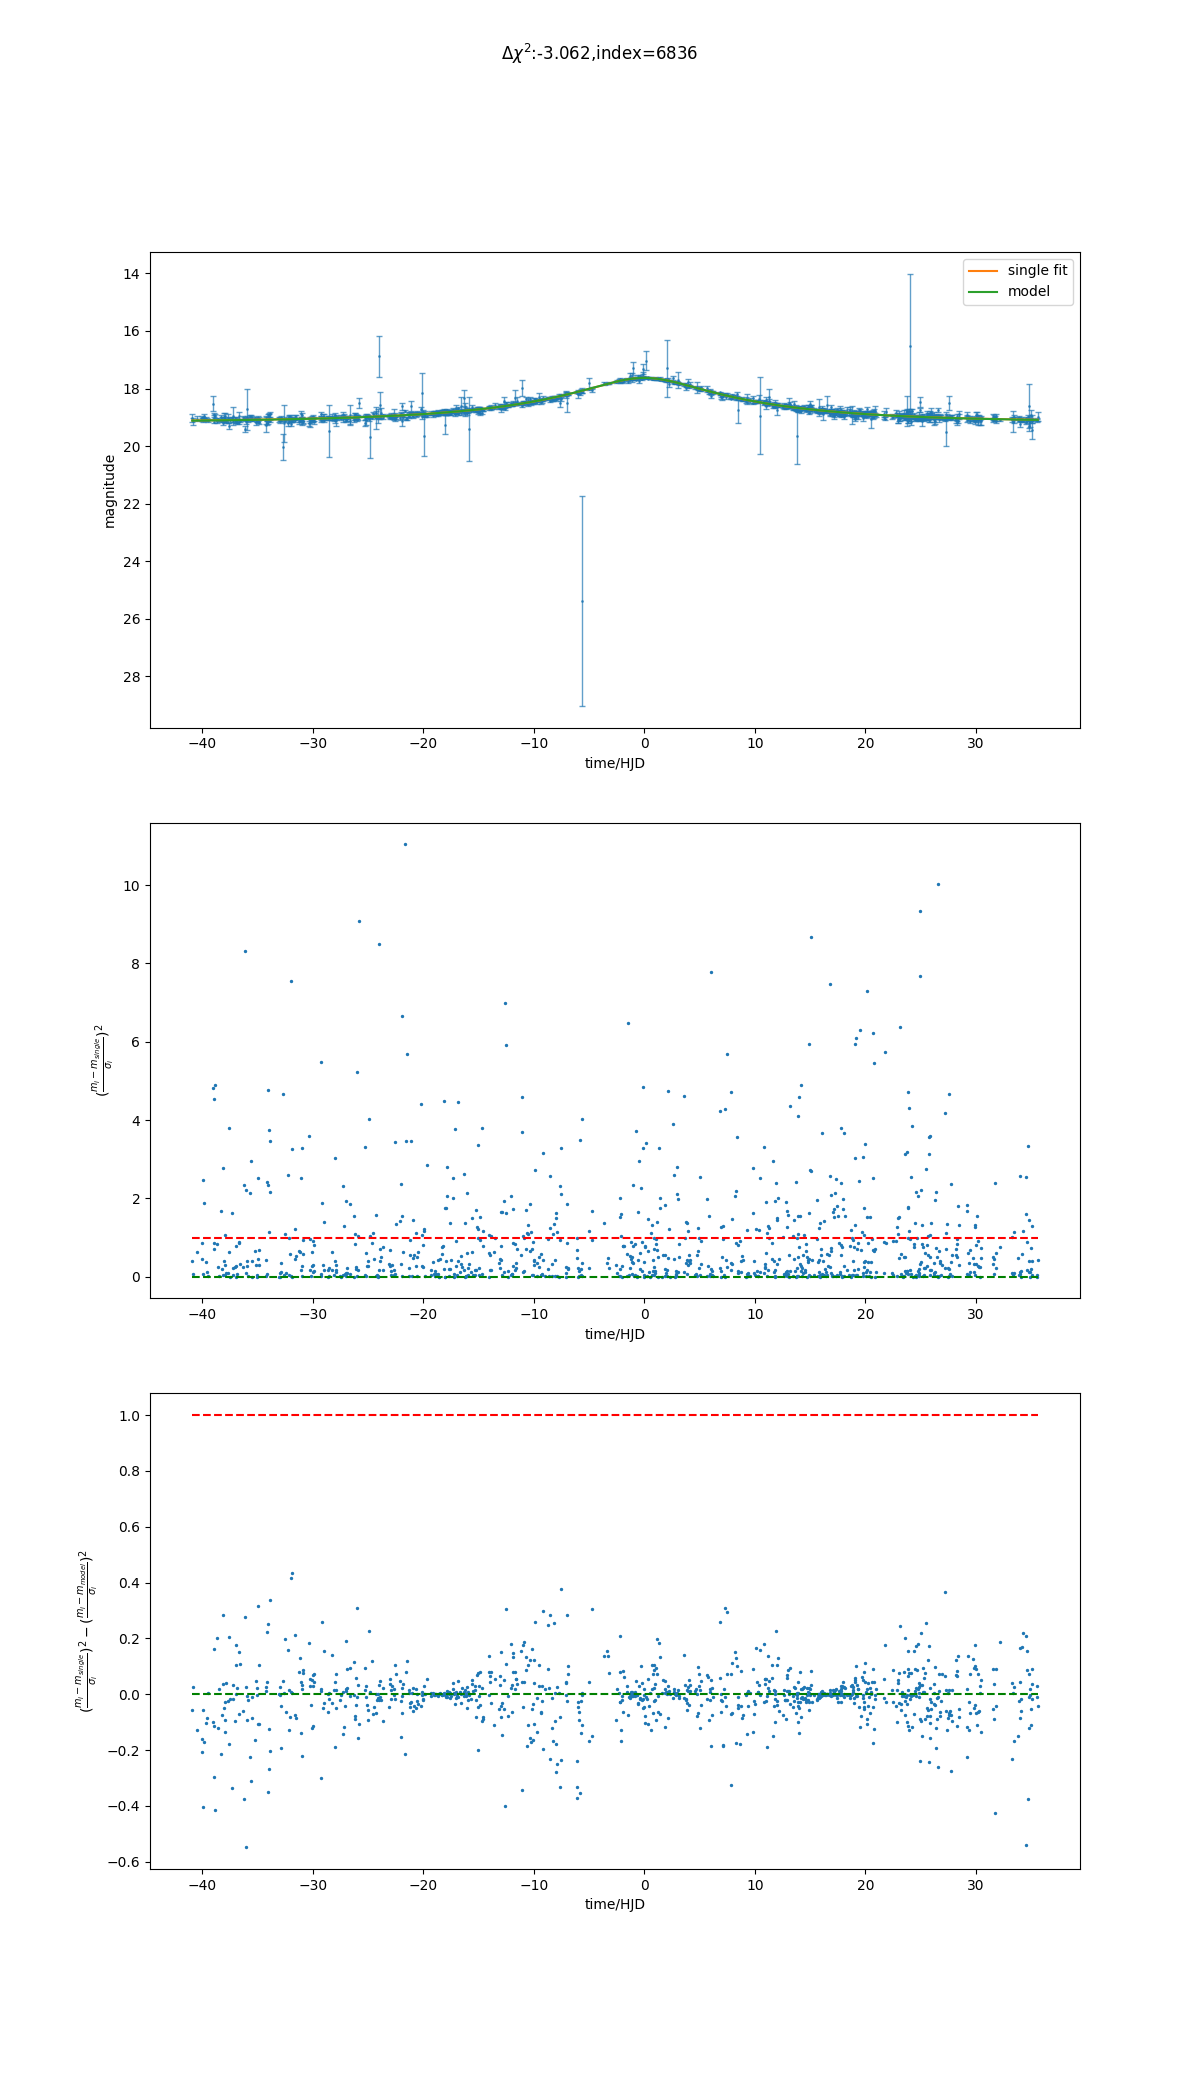 Δχ²:-3.062,index=6836
14
16
18
20
22
24
26
28
magnitude
single fit
model
−40 −30 −20 −10 0 10 20 30
time/HJD
10
8
6
4
2
0
(mᵢ − m_single / σᵢ)²
−40 −30 −20 −10 0 10 20 30
time/HJD
1.0
0.8
0.6
0.4
0.2
0.0
−0.2
−0.4
−0.6
(mᵢ − m_single / σᵢ)² − (mᵢ − m_model / σᵢ)²
−40 −30 −20 −10 0 10 20 30
time/HJD